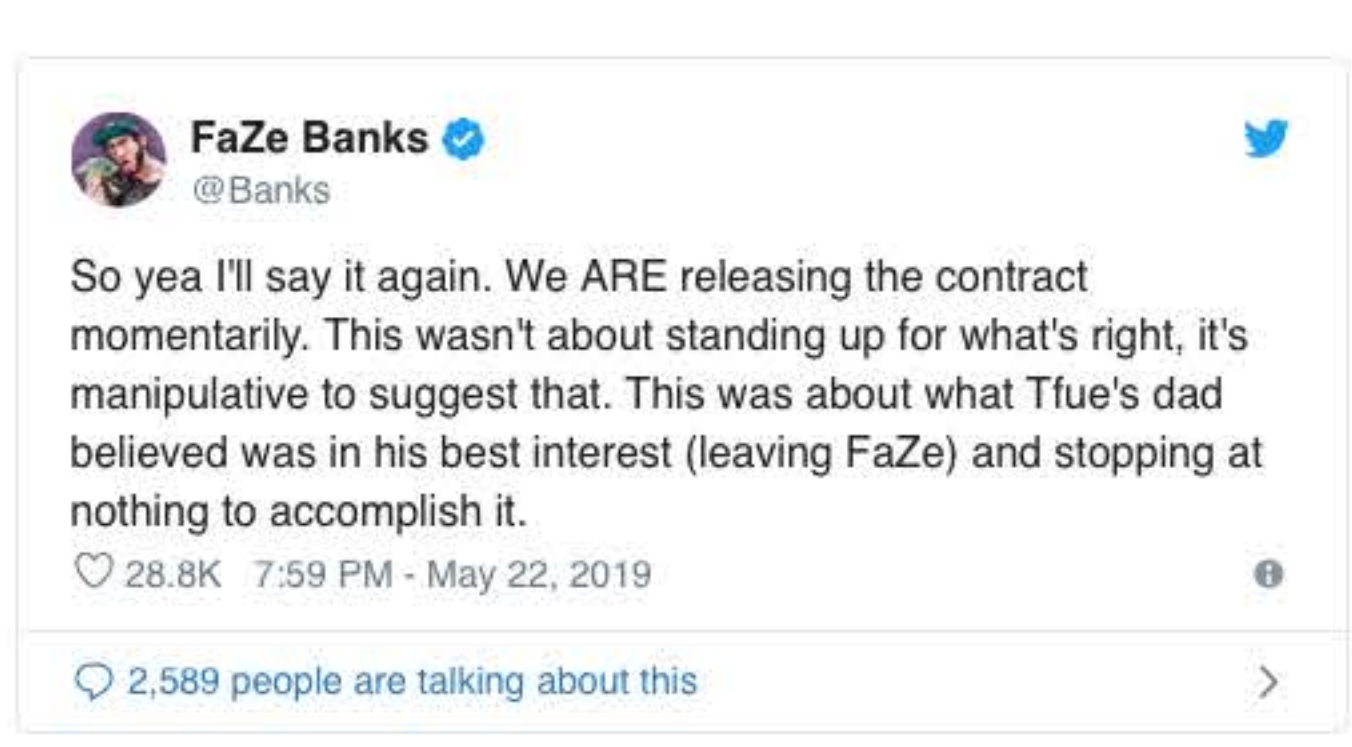 FaZe Banks
@Banks
So yea I'll say it again. We ARE releasing the contract
momentarily. This wasn't about standing up for what's right, it's
manipulative to suggest that. This was about what Tfue's dad
believed was in his best interest (leaving FaZe) and stopping at
nothing to accomplish it.
28.8K 7:59 PM - May 22, 2019
2,589 people are talking about this